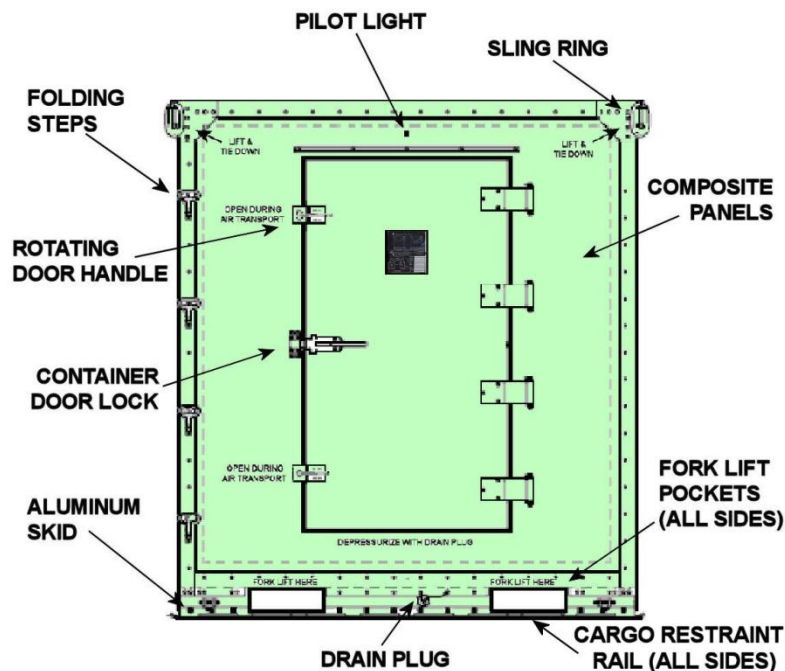 PILOT LIGHT
SLING RING
FOLDING
STEPS
LIFT &
TIE DOWN
LIFT &
TIE DOWN
COMPOSITE
PANELS
OPEN DURING
AIR TRANSPORT
ROTATING
DOOR HANDLE
CONTAINER
DOOR LOCK
OPEN DURING
AIR TRANSPORT
FORK LIFT
POCKETS
(ALL SIDES)
ALUMINUM
SKID
DEPRESSURIZE WITH DRAIN PLUG
FORK LIFT HERE
FORK LIFT HERE
DRAIN PLUG
CARGO RESTRAINT
RAIL (ALL SIDES)